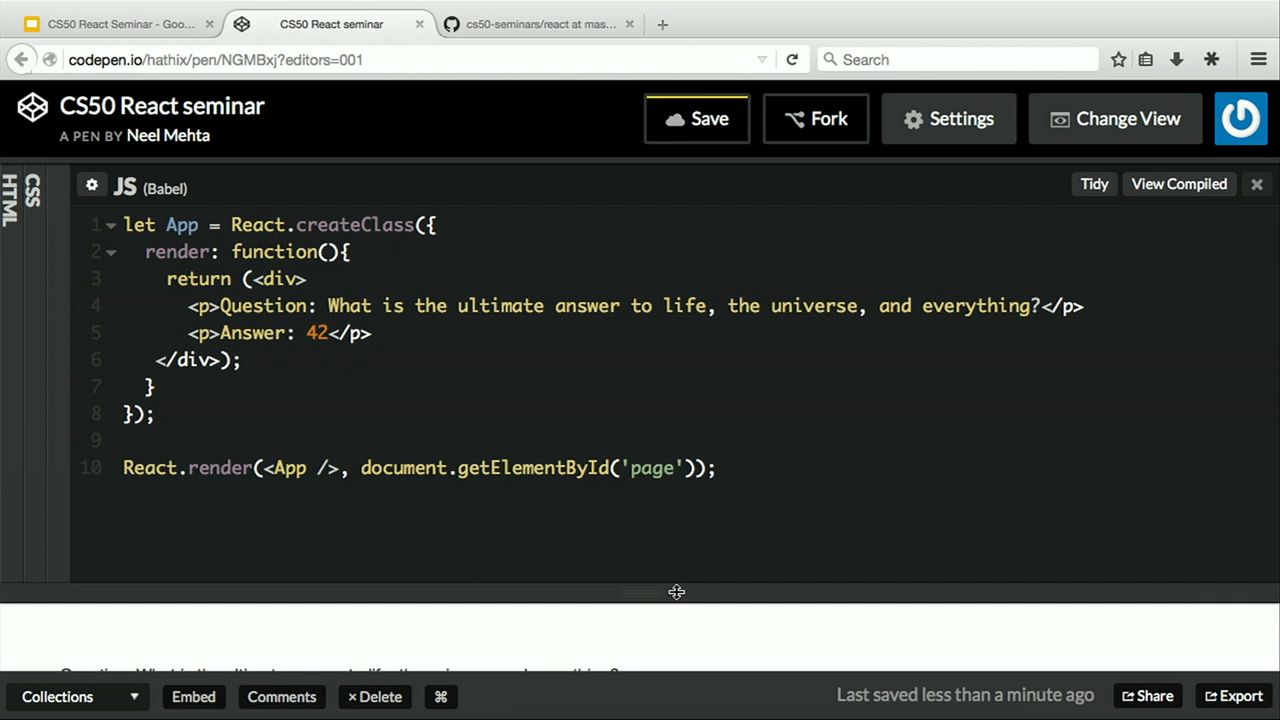 CS50 React Seminar - Goo...
CS50 React seminar
cs50-seminars/react at mas...
codepen.io/hathix/pen/NGMBxj?editors=001
Search
CS50 React seminar
A PEN BY Neel Mehta
Save
Fork
Settings
Change View
HTML
CSS
JS (Babel)
Tidy
View Compiled
1 let App = React.createClass({
2 render: function(){
3 return (<div>
4 <p>Question: What is the ultimate answer to life, the universe, and everything?</p>
5 <p>Answer: 42</p>
6 </div>);
7 }
8 });
9
10 React.render(<App />, document.getElementById('page'));
Collections
Embed
Comments
× Delete
⌘
Last saved less than a minute ago
Share
Export